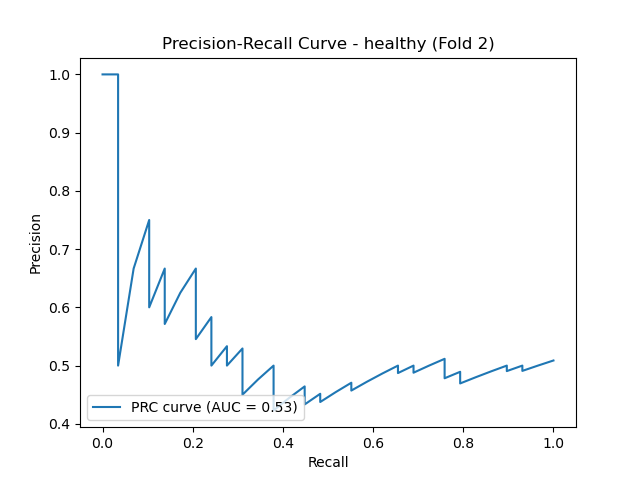 Precision-Recall Curve - healthy (Fold 2)
1.0
0.9
0.8
0.7
0.6
0.5
0.4
Precision
PRC curve (AUC = 0.53)
0.0 0.2 0.4 0.6 0.8 1.0
Recall